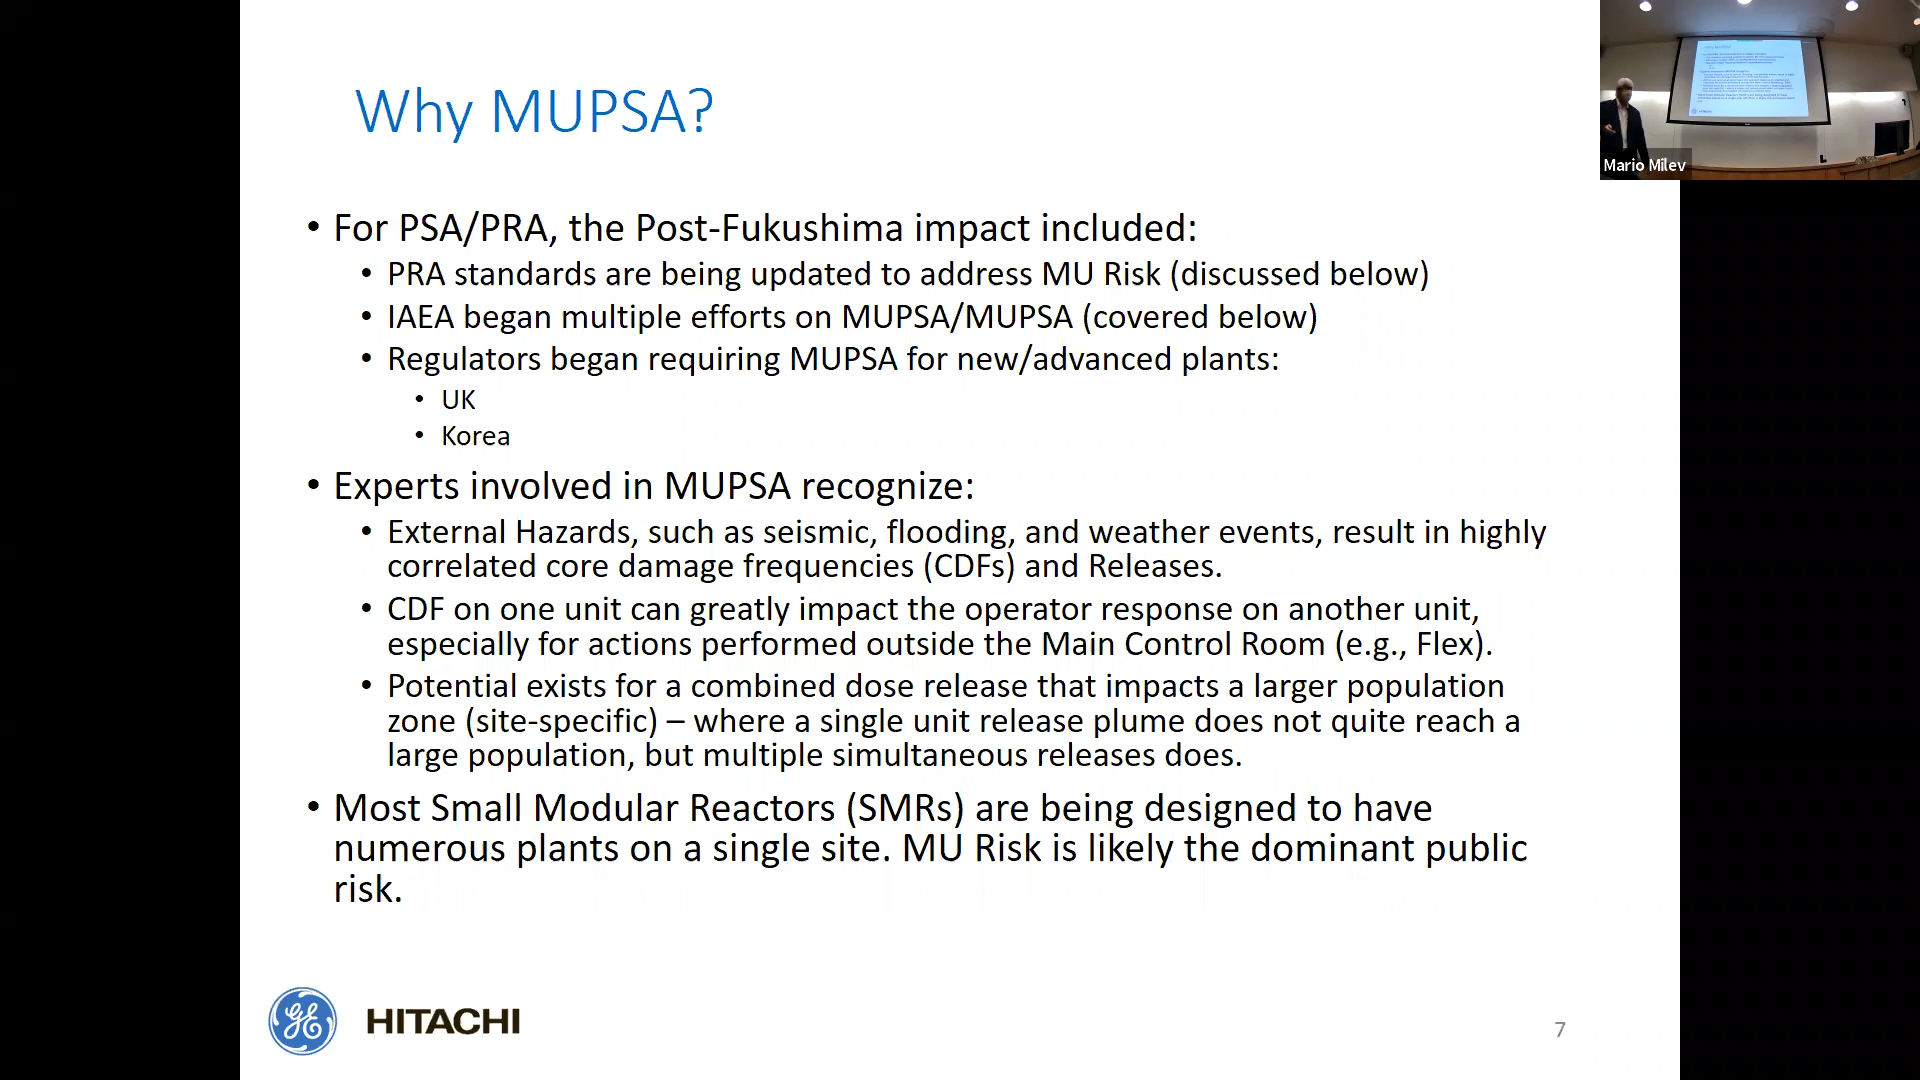 Why MUPSA?
Mario Milev
• For PSA/PRA, the Post-Fukushima impact included:
• PRA standards are being updated to address MU Risk (discussed below)
• IAEA began multiple efforts on MUPSA/MUPSA (covered below)
• Regulators began requiring MUPSA for new/advanced plants:
• UK
• Korea
• Experts involved in MUPSA recognize:
• External Hazards, such as seismic, flooding, and weather events, result in highly
correlated core damage frequencies (CDFs) and Releases.
• CDF on one unit can greatly impact the operator response on another unit,
especially for actions performed outside the Main Control Room (e.g., Flex).
• Potential exists for a combined dose release that impacts a larger population
zone (site-specific) – where a single unit release plume does not quite reach a
large population, but multiple simultaneous releases does.
• Most Small Modular Reactors (SMRs) are being designed to have
numerous plants on a single site. MU Risk is likely the dominant public
risk.
GE HITACHI
7